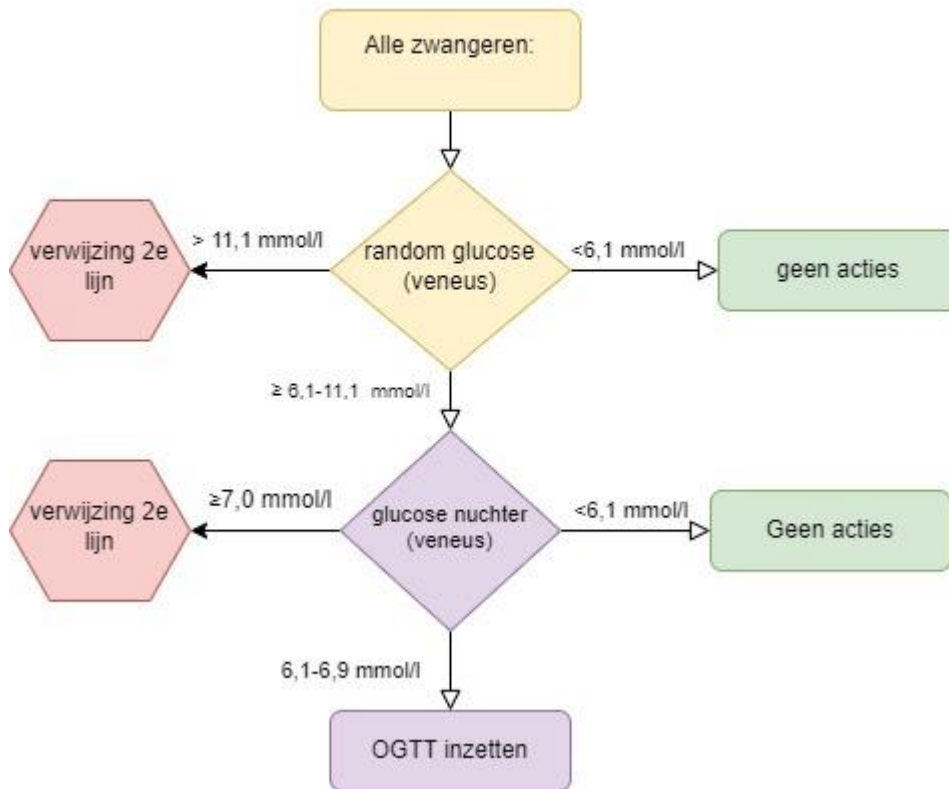 Alle zwangeren:
verwijzing 2e
lijn
> 11,1 mmol/l
random glucose
(veneus)
<6,1 mmol/l
geen acties
≥ 6,1-11,1 mmol/l
verwijzing 2e
lijn
≥7,0 mmol/l
glucose nuchter
(veneus)
<6,1 mmol/l
Geen acties
6,1-6,9 mmol/l
OGTT inzetten